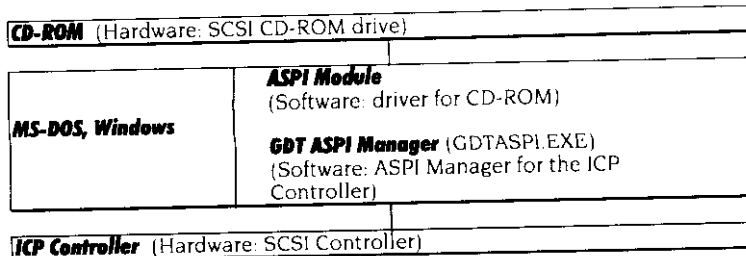 CD-ROM (Hardware: SCSI CD-ROM drive)
ASPI Module
(Software: driver for CD-ROM)
MS-DOS, Windows
GDT ASPI Manager (GDTASPI.EXE)
(Software: ASPI Manager for the ICP
Controller)
ICP Controller (Hardware: SCSI Controller)